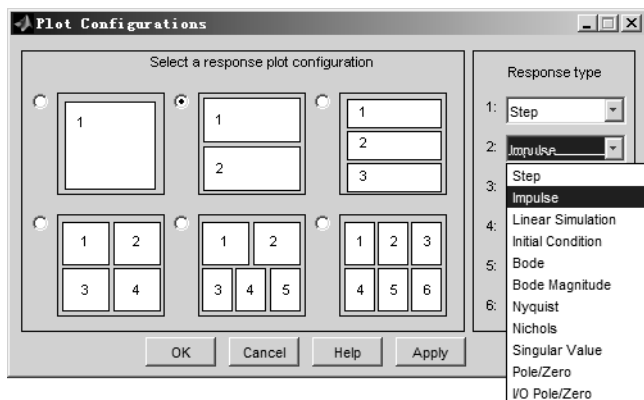 Plot Configurations
Select a response plot configuration
1
1
2
1
2
3
1 2
3 4
1 2
3 4 5
1 2 3
4 5 6
Response type
1: Step
2: Impulse
3:
4:
5:
6:
Step
Impulse
Linear Simulation
Initial Condition
Bode
Bode Magnitude
Nyquist
Nichols
Singular Value
Pole/Zero
I/O Pole/Zero
OK Cancel Help Apply